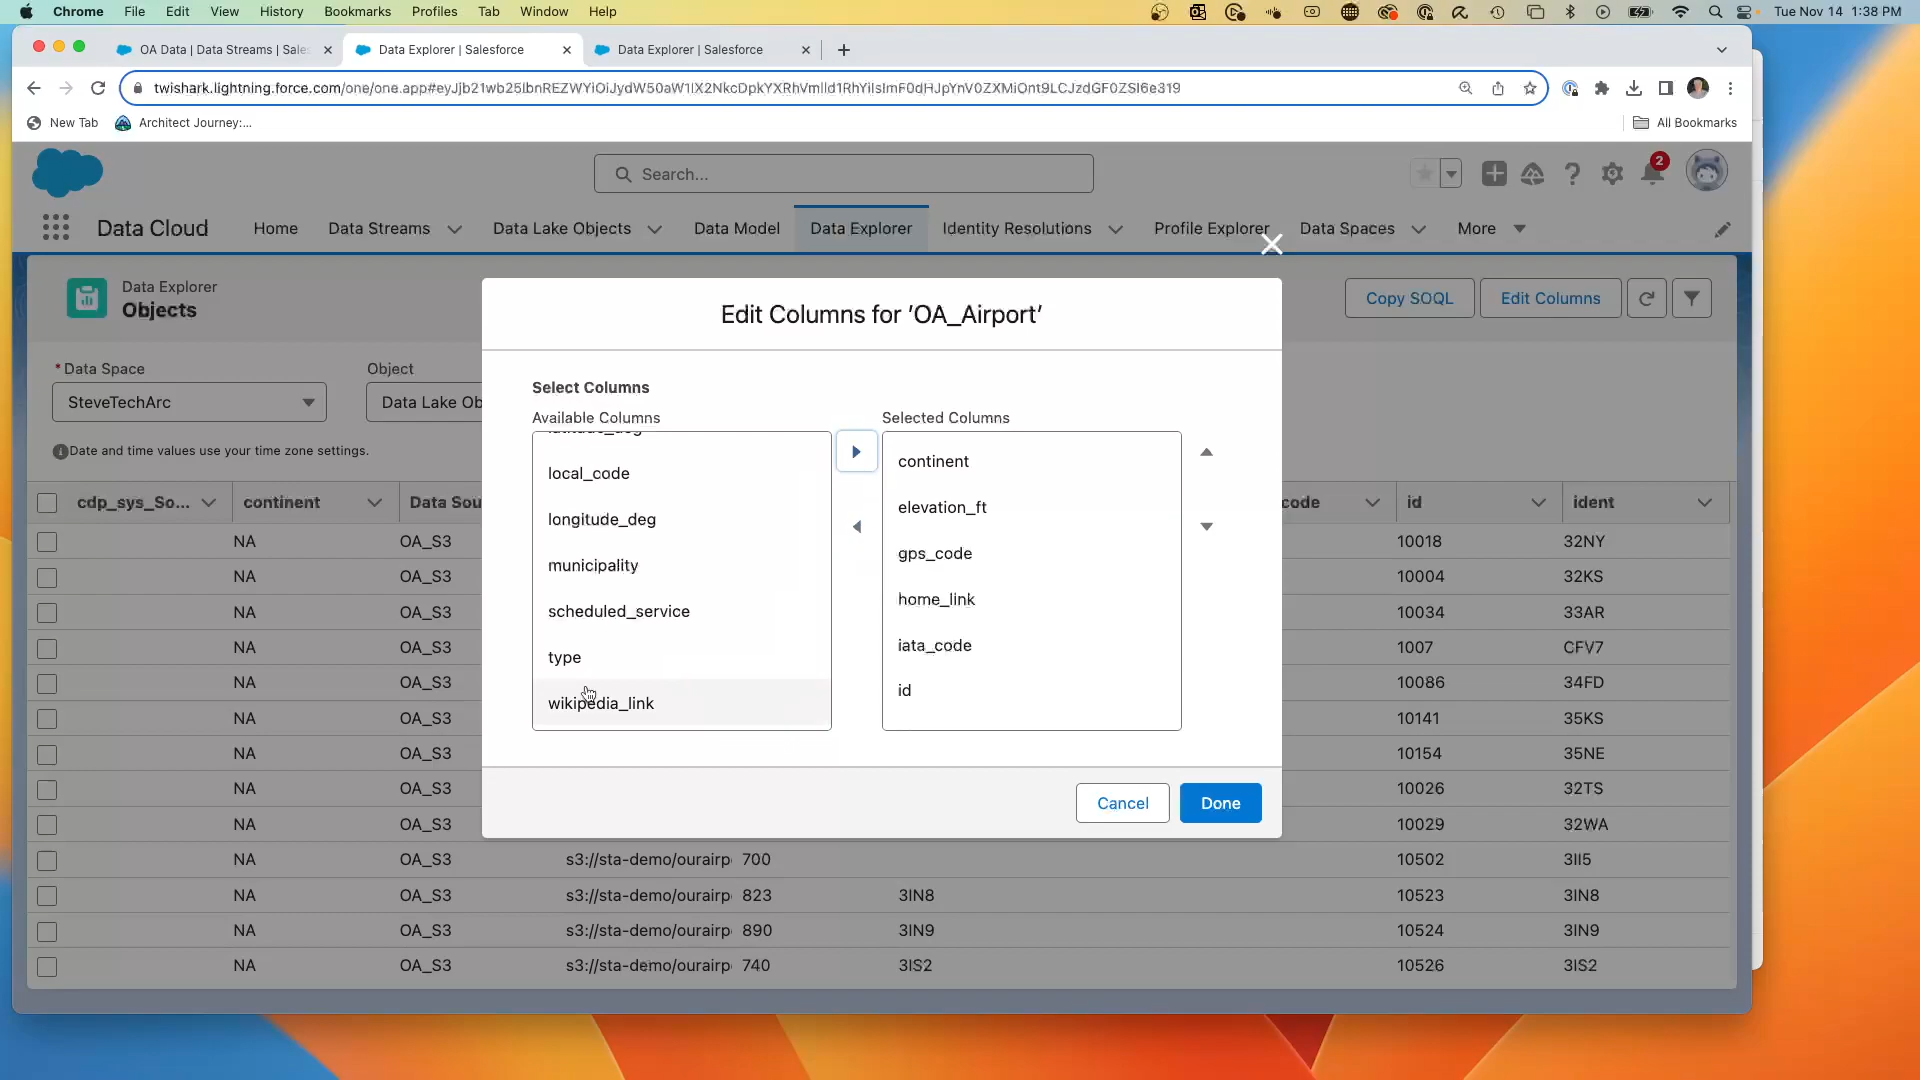 Chrome File Edit View History Bookmarks Profiles Tab Window Help
Tue Nov 14 1:38 PM
OA Data | Data Streams | Sales
Data Explorer | Salesforce
Data Explorer | Salesforce
New Tab
Architect Journey:...
All Bookmarks
Search...
2
Data Cloud
Home
Data Streams
Data Lake Objects
Data Model
Data Explorer
Identity Resolutions
Profile Explorer
Data Spaces
More
Data Explorer
Objects
Copy SOQL
Edit Columns
* Data Space
Object
SteveTechArc
Data Lake Ob
Date and time values use your time zone settings.
cdp_sys_So... continent Data Sou code id ident
NA OA_S3 10018 32NY
NA OA_S3 10004 32KS
NA OA_S3 10034 33AR
NA OA_S3 1007 CFV7
NA OA_S3 10086 34FD
NA OA_S3 10141 35KS
NA OA_S3 10154 35NE
NA OA_S3 10026 32TS
NA OA_S3 10029 32WA
NA OA_S3 s3://sta-demo/ourairp 700 10502 3II5
NA OA_S3 s3://sta-demo/ourairp 823 3IN8 10523 3IN8
NA OA_S3 s3://sta-demo/ourairp 890 3IN9 10524 3IN9
NA OA_S3 s3://sta-demo/ourairp 740 3IS2 10526 3IS2
Edit Columns for 'OA_Airport'
Select Columns
Available Columns
latitude_deg
local_code
longitude_deg
municipality
scheduled_service
type
wikipedia_link
Selected Columns
continent
elevation_ft
gps_code
home_link
iata_code
id
Cancel
Done